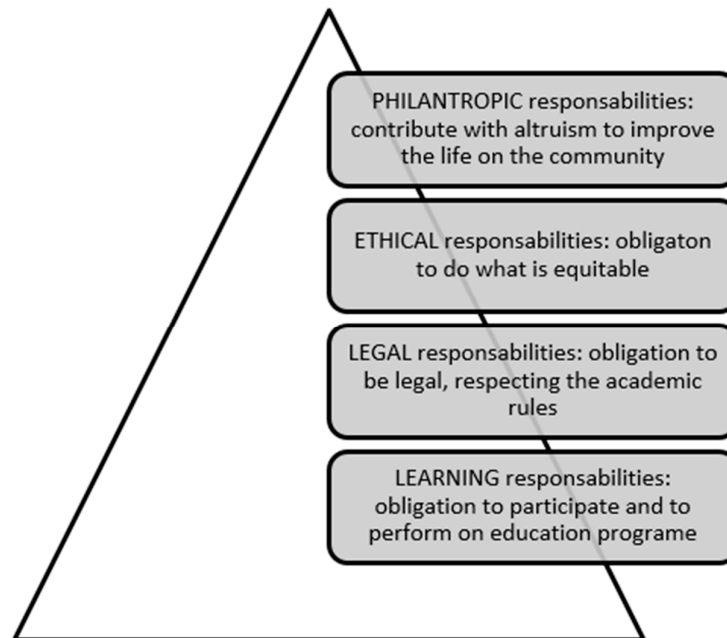 PHILANTROPIC responsabilities:
contribute with altruism to improve
the life on the community
ETHICAL responsabilities: obligaton
to do what is equitable
LEGAL responsabilities: obligation to
be legal, respecting the academic
rules
LEARNING responsabilities:
obligation to participate and to
perform on education programe